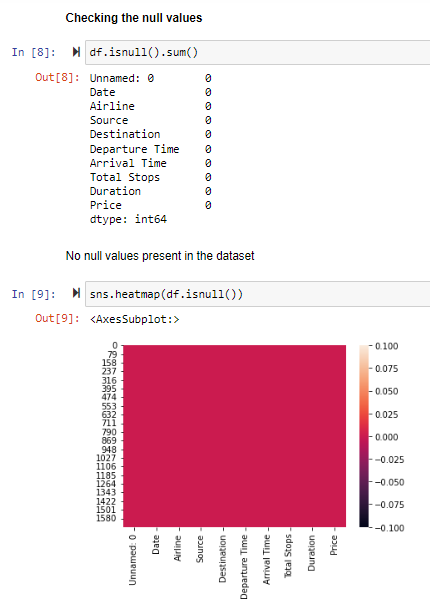 Checking the null values
In [8]: df.isnull().sum()
Out[8]: Unnamed: 0 0
Date 0
Airline 0
Source 0
Destination 0
Departure Time 0
Arrival Time 0
Total Stops 0
Duration 0
Price 0
dtype: int64
No null values present in the dataset
In [9]: sns.heatmap(df.isnull())
Out[9]: <AxesSubplot:>
0
79
158
237
316
395
474
553
632
711
790
869
948
1027
1106
1185
1264
1343
1422
1501
1580
0.100
0.075
0.050
0.025
0.000
−0.025
−0.050
−0.075
−0.100
Unnamed: 0
Date
Airline
Source
Destination
Departure Time
Arrival Time
Total Stops
Duration
Price